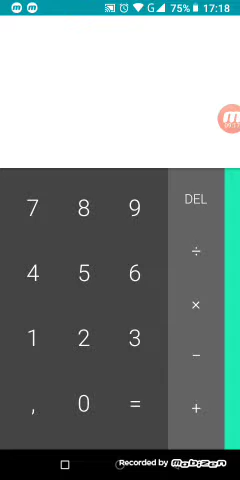 G 75% 17:18
7 8 9 DEL
÷
4 5 6
×
1 2 3
−
, 0 =
+
Recorded by mobizen